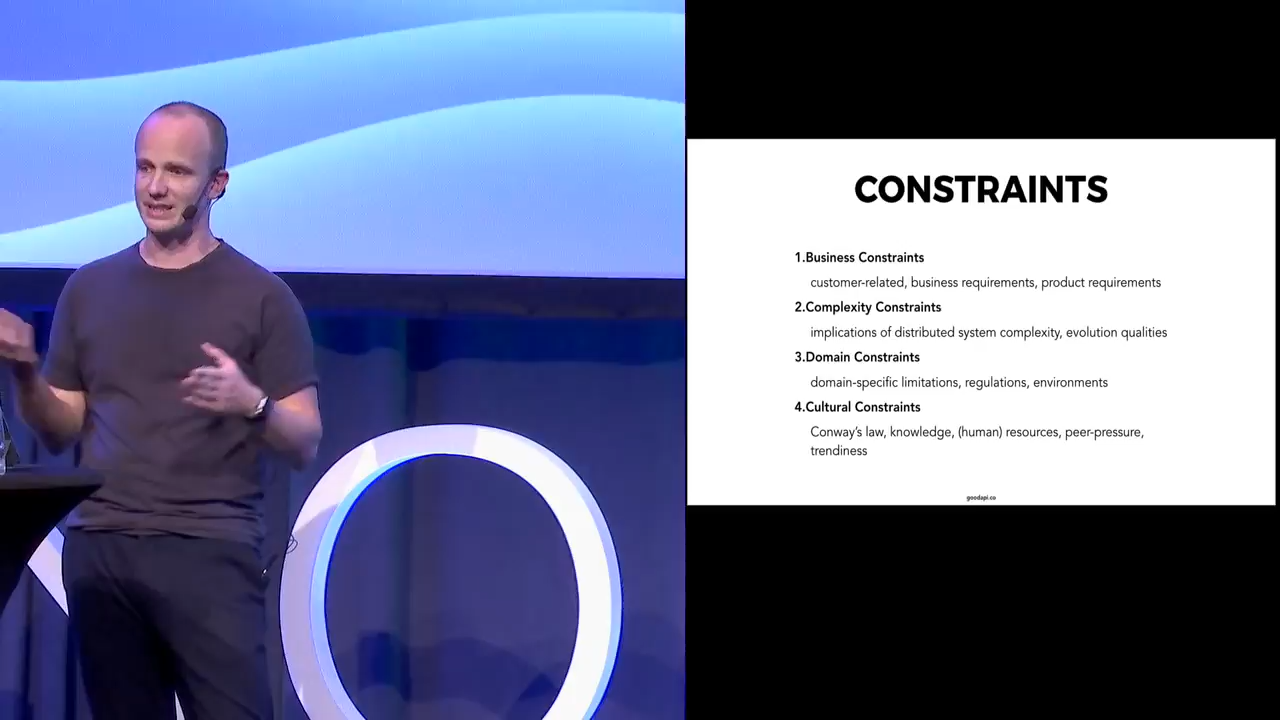 CONSTRAINTS
1.Business Constraints
customer-related, business requirements, product requirements
2.Complexity Constraints
implications of distributed system complexity, evolution qualities
3.Domain Constraints
domain-specific limitations, regulations, environments
4.Cultural Constraints
Conway's law, knowledge, (human) resources, peer-pressure,
trendiness
goodapi.co